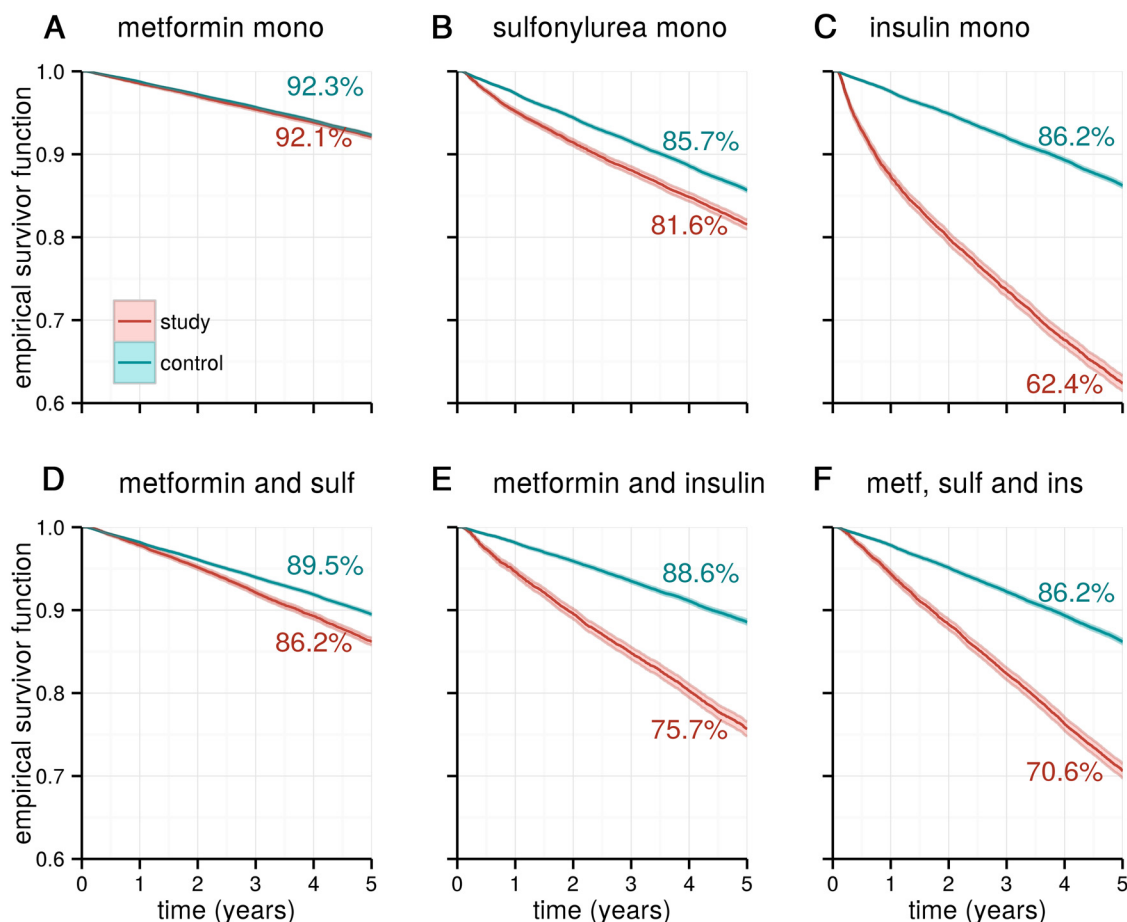 A metformin mono
B sulfonylurea mono
C insulin mono
empirical survivor function
1.0
0.9
0.8
0.7
0.6
92.3%
92.1%
study
control
85.7%
81.6%
86.2%
62.4%
D metformin and sulf
E metformin and insulin
F metf, sulf and ins
empirical survivor function
1.0
0.9
0.8
0.7
0.6
89.5%
86.2%
88.6%
75.7%
86.2%
70.6%
0 1 2 3 4 5
0 1 2 3 4 5
0 1 2 3 4 5
time (years)
time (years)
time (years)